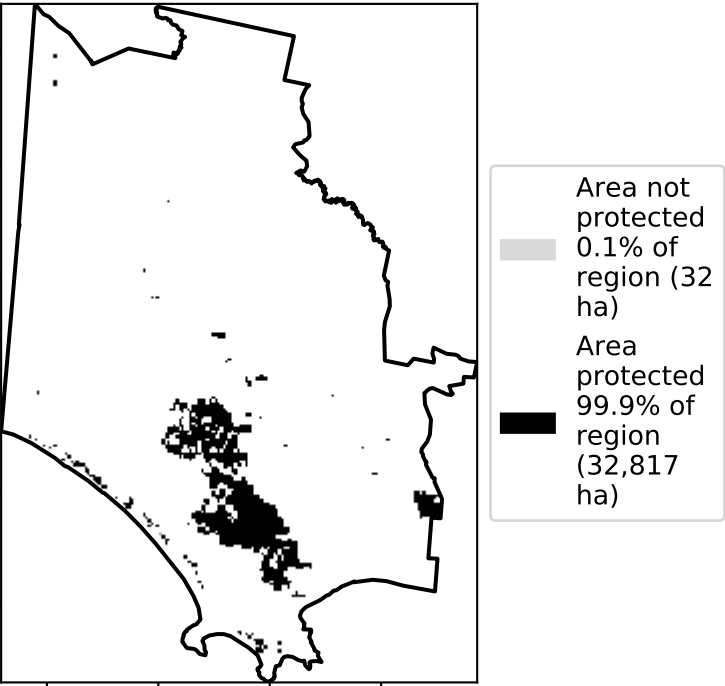 Area not
protected
0.1% of
region (32
ha)
Area
protected
99.9% of
region
(32,817
ha)